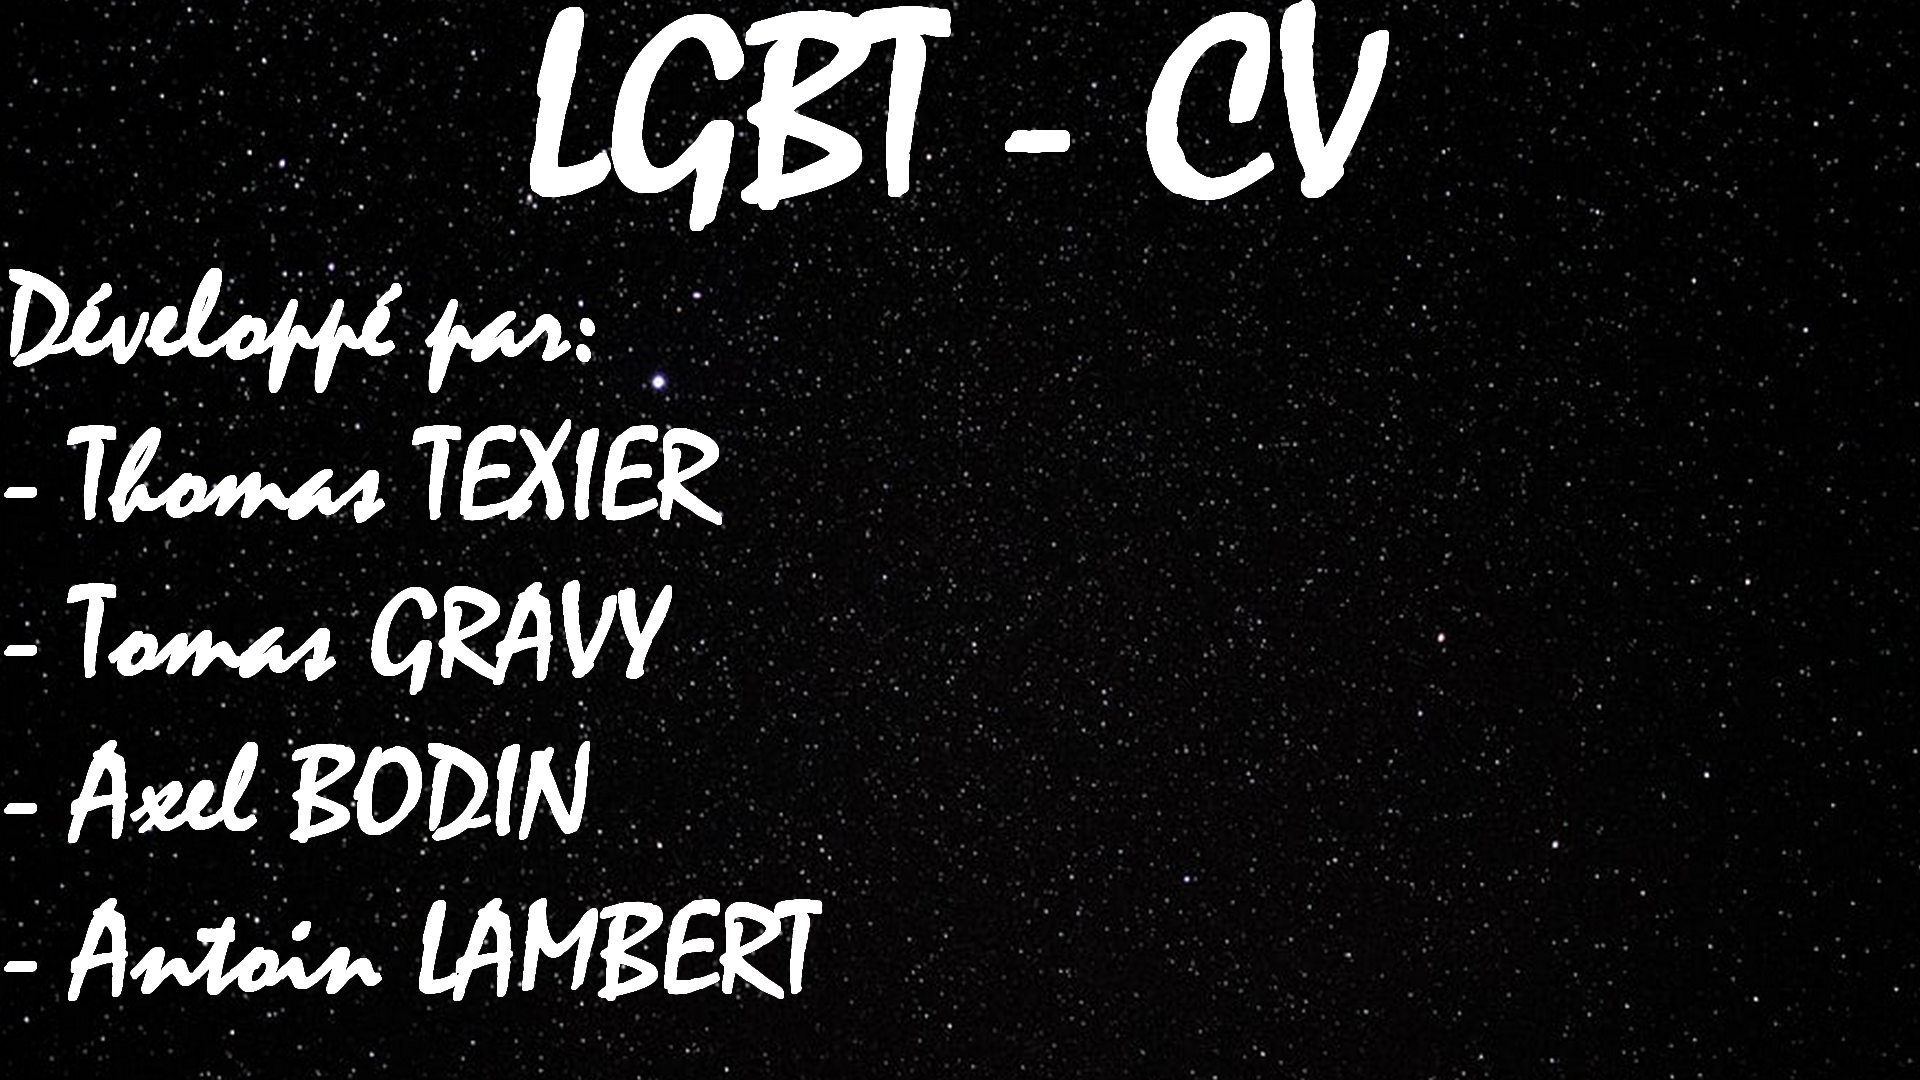 LGBT - CV
Développé par:
- Thomas TEXIER
- Tomas GRAVY
- Axel BODIN
- Antoin LAMBERT